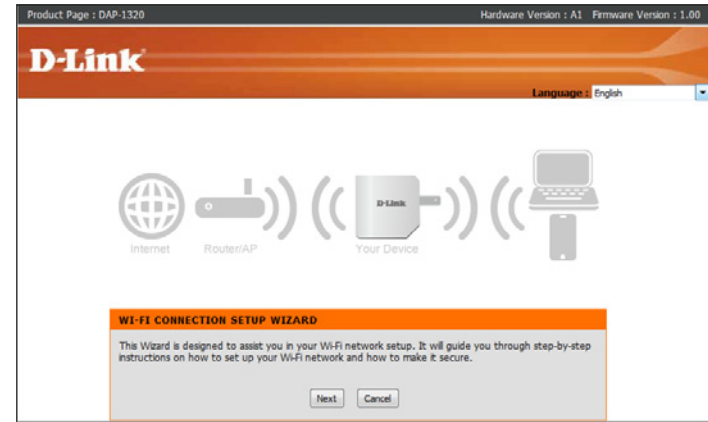 Product Page : DAP-1320 Hardware Version : A1 Firmware Version : 1.00
D-Link
Language : English
D-Link
Internet Router/AP Your Device
WI-FI CONNECTION SETUP WIZARD
This Wizard is designed to assist you in your Wi-Fi network setup. It will guide you through step-by-step
instructions on how to set up your Wi-Fi network and how to make it secure.
Next Cancel